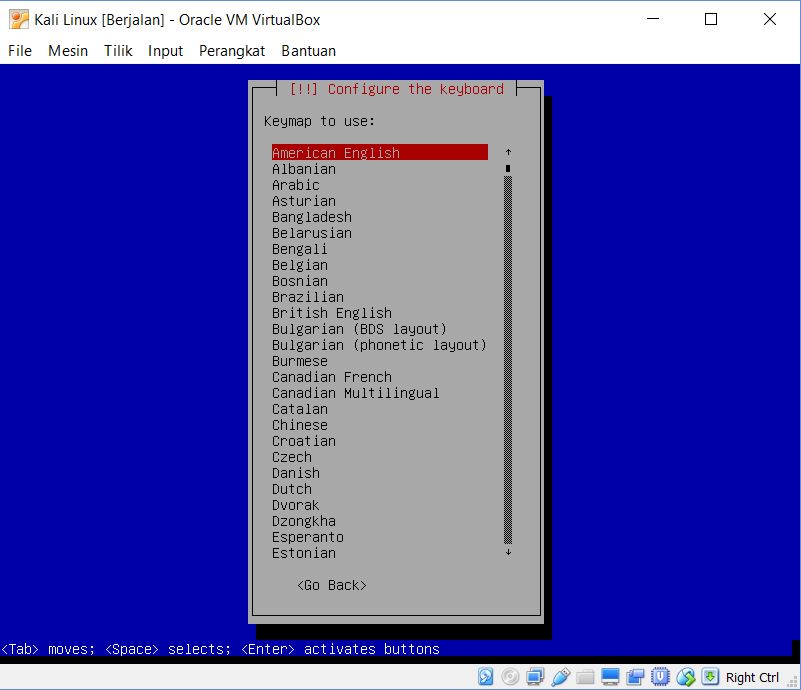 Kali Linux [Berjalan] - Oracle VM VirtualBox
File Mesin Tilik Input Perangkat Bantuan
[!!] Configure the keyboard
Keymap to use:
American English
Albanian
Arabic
Asturian
Bangladesh
Belarusian
Bengali
Belgian
Bosnian
Brazilian
British English
Bulgarian (BDS layout)
Bulgarian (phonetic layout)
Burmese
Canadian French
Canadian Multilingual
Catalan
Chinese
Croatian
Czech
Danish
Dutch
Dvorak
Dzongkha
Esperanto
Estonian
<Go Back>
<Tab> moves; <Space> selects; <Enter> activates buttons
Right Ctrl